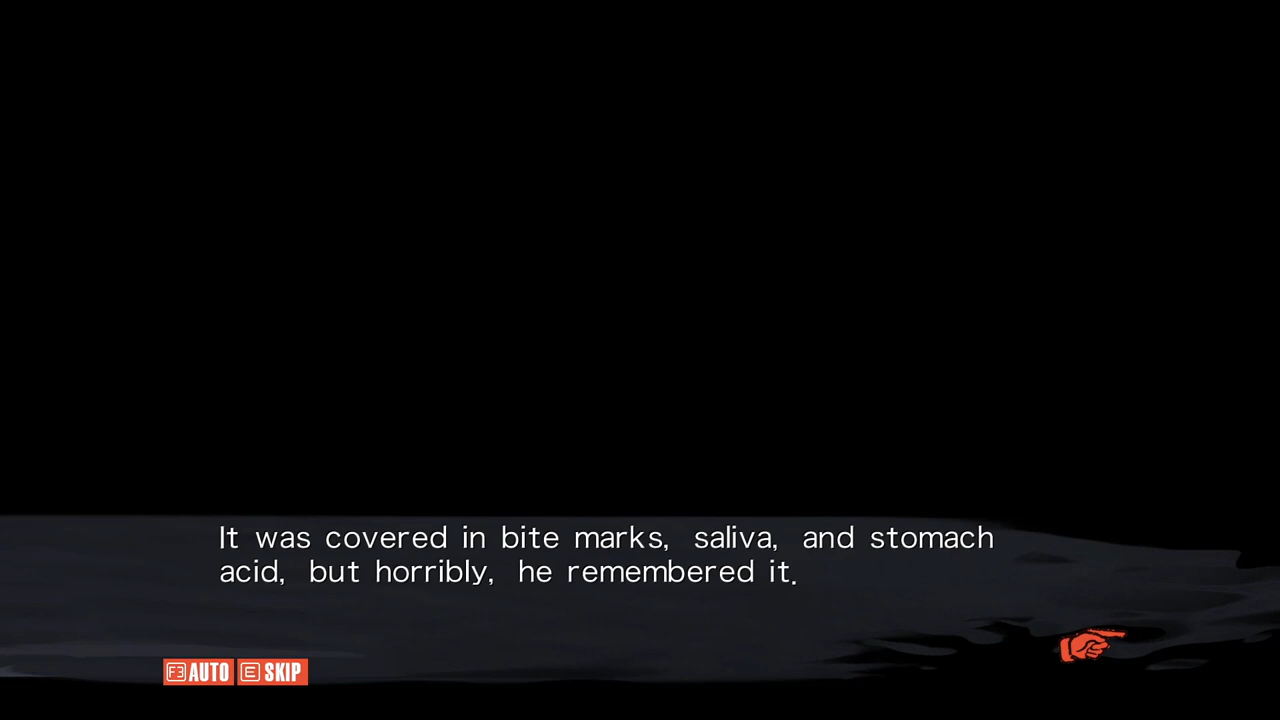 It was covered in bite marks, saliva, and stomach
acid, but horribly, he remembered it.
F3 AUTO E SKIP